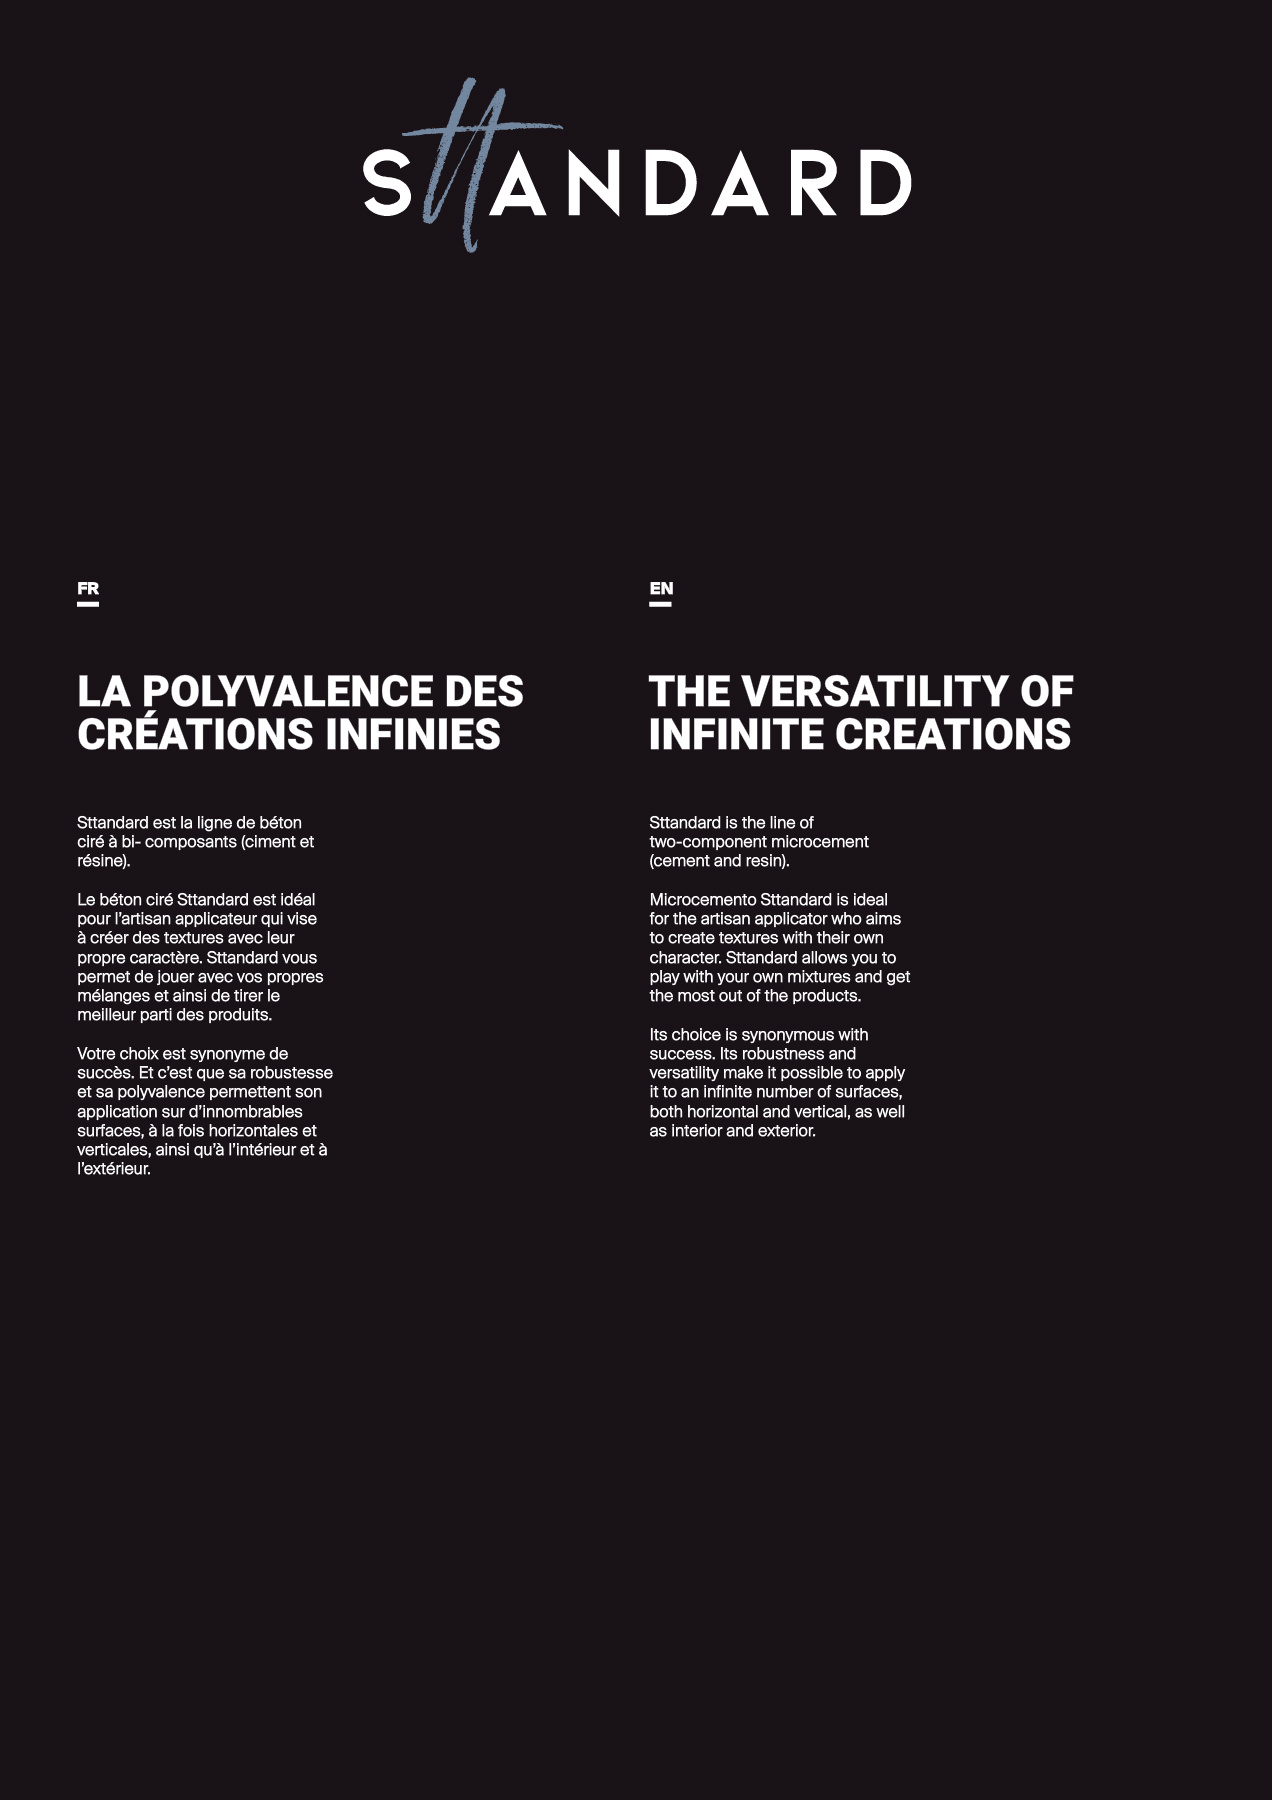 STTANDARD
FR
LA POLYVALENCE DES
CRÉATIONS INFINIES
Sttandard est la ligne de béton
ciré à bi- composants (ciment et
résine).
Le béton ciré Sttandard est idéal
pour l’artisan applicateur qui vise
à créer des textures avec leur
propre caractère. Sttandard vous
permet de jouer avec vos propres
mélanges et ainsi de tirer le
meilleur parti des produits.
Votre choix est synonyme de
succès. Et c’est que sa robustesse
et sa polyvalence permettent son
application sur d’innombrables
surfaces, à la fois horizontales et
verticales, ainsi qu’à l’intérieur et à
l’extérieur.
EN
THE VERSATILITY OF
INFINITE CREATIONS
Sttandard is the line of
two-component microcement
(cement and resin).
Microcemento Sttandard is ideal
for the artisan applicator who aims
to create textures with their own
character. Sttandard allows you to
play with your own mixtures and get
the most out of the products.
Its choice is synonymous with
success. Its robustness and
versatility make it possible to apply
it to an infinite number of surfaces,
both horizontal and vertical, as well
as interior and exterior.